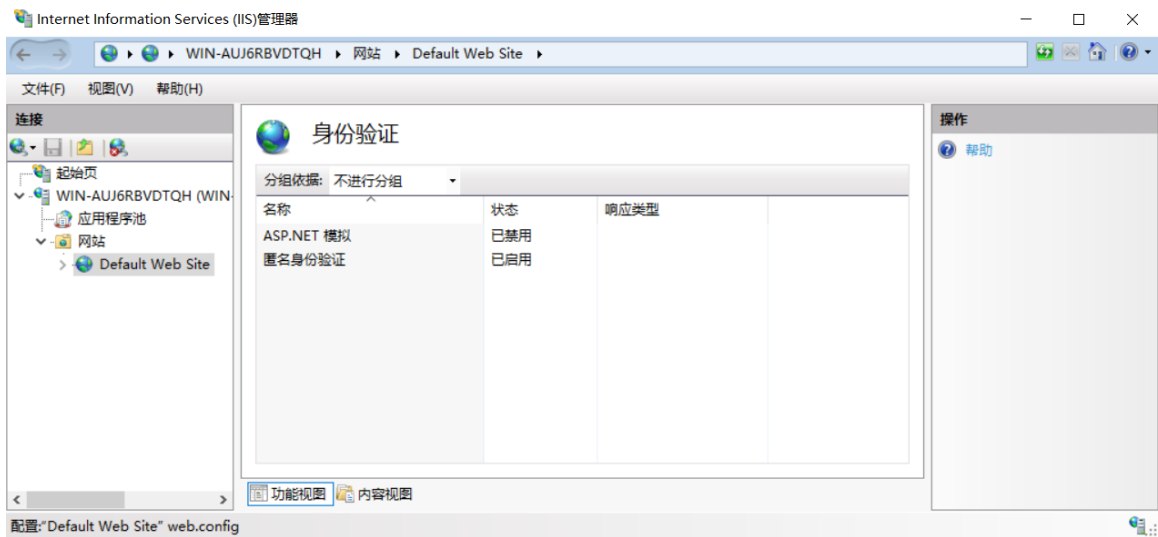 Internet Information Services (IIS)管理器
WIN-AUJ6RBVDTQH 网站 Default Web Site
文件(F) 视图(V) 帮助(H)
连接
起始页
WIN-AUJ6RBVDTQH (WIN-
应用程序池
网站
Default Web Site
身份验证
分组依据: 不进行分组
名称 状态 响应类型
ASP.NET 模拟 已禁用
匿名身份验证 已启用
功能视图 内容视图
操作
帮助
配置:“Default Web Site” web.config